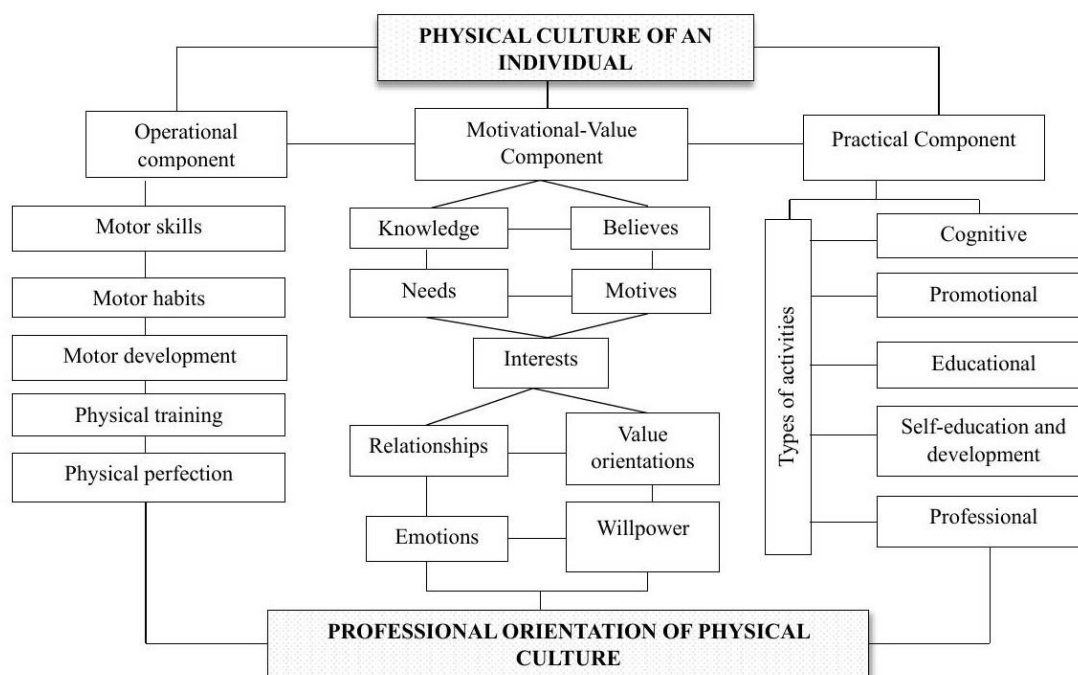 PHYSICAL CULTURE OF AN
INDIVIDUAL
Operational
component
Motivational-Value
Component
Practical Component
Motor skills
Motor habits
Motor development
Physical training
Physical perfection
Knowledge
Believes
Needs
Motives
Interests
Relationships
Value
orientations
Emotions
Willpower
Types of activities
Cognitive
Promotional
Educational
Self-education and
development
Professional
PROFESSIONAL ORIENTATION OF PHYSICAL
CULTURE